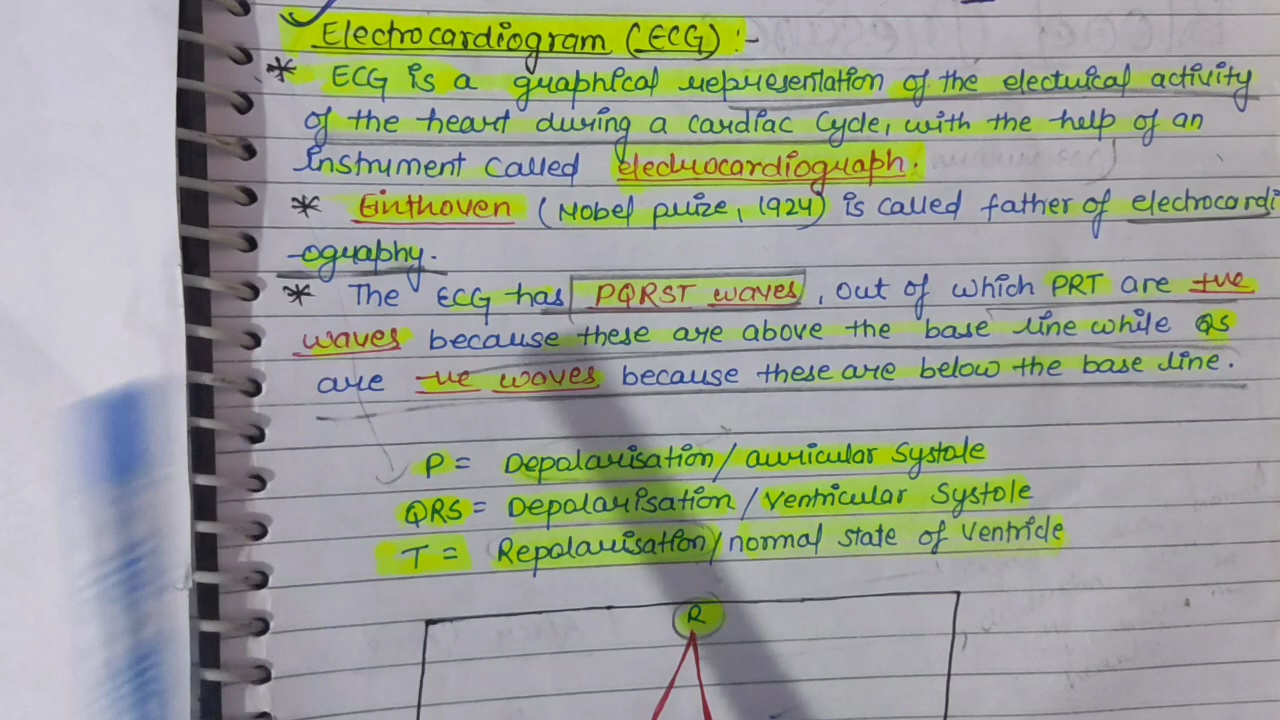 Electrocardiogram (ECG) :-
* ECG is a graphical representation of the electrical activity
of the heart during a cardiac cycle, with the help of an
instrument called electrocardiograph.
* Einthoven (Nobel prize, 1924) is called father of electrocardi
-ography.
* The ECG has PQRST waves, out of which PRT are +ve
waves because these are above the base line while QS
are -ve waves because these are below the base line.
P = Depolarisation / auricular Systole
QRS = Depolarisation / Ventricular Systole
T = Repolarisation/ normal state of Ventricle
R